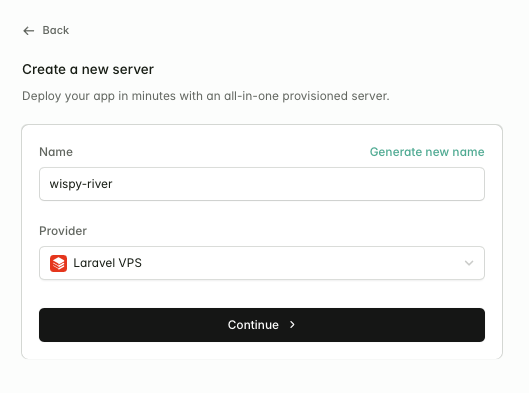 Back
Create a new server
Deploy your app in minutes with an all-in-one provisioned server.
Name
Generate new name
wispy-river
Provider
Laravel VPS
Continue